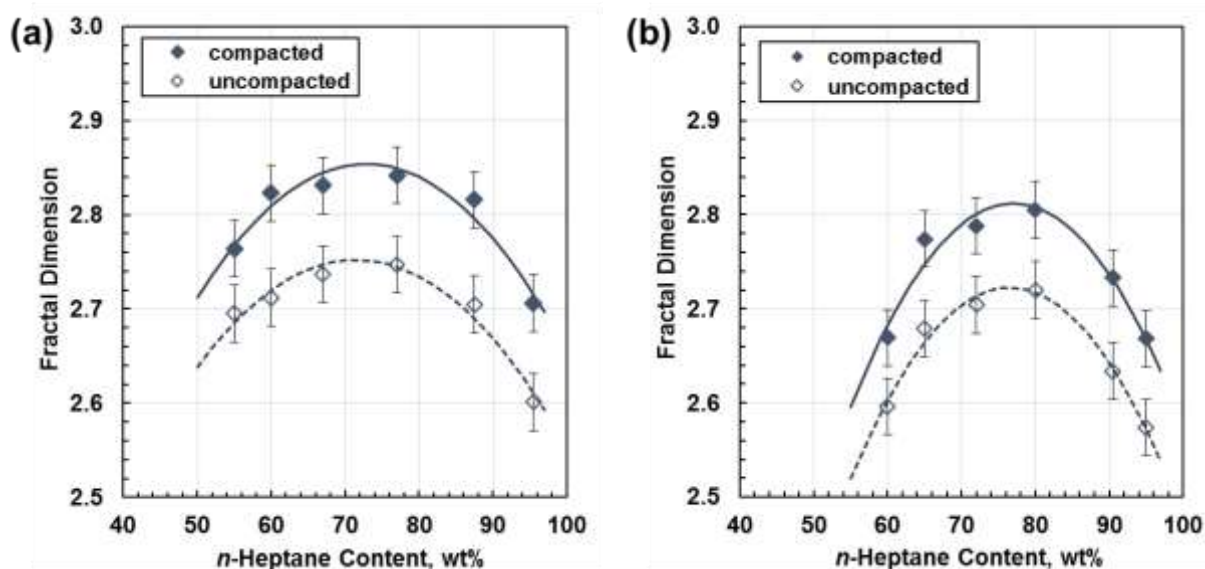 (a)
3.0
2.9
2.8
2.7
2.6
2.5
Fractal Dimension
compacted
uncompacted
40 50 60 70 80 90 100
n-Heptane Content, wt%
(b)
3.0
2.9
2.8
2.7
2.6
2.5
Fractal Dimension
compacted
uncompacted
40 50 60 70 80 90 100
n-Heptane Content, wt%